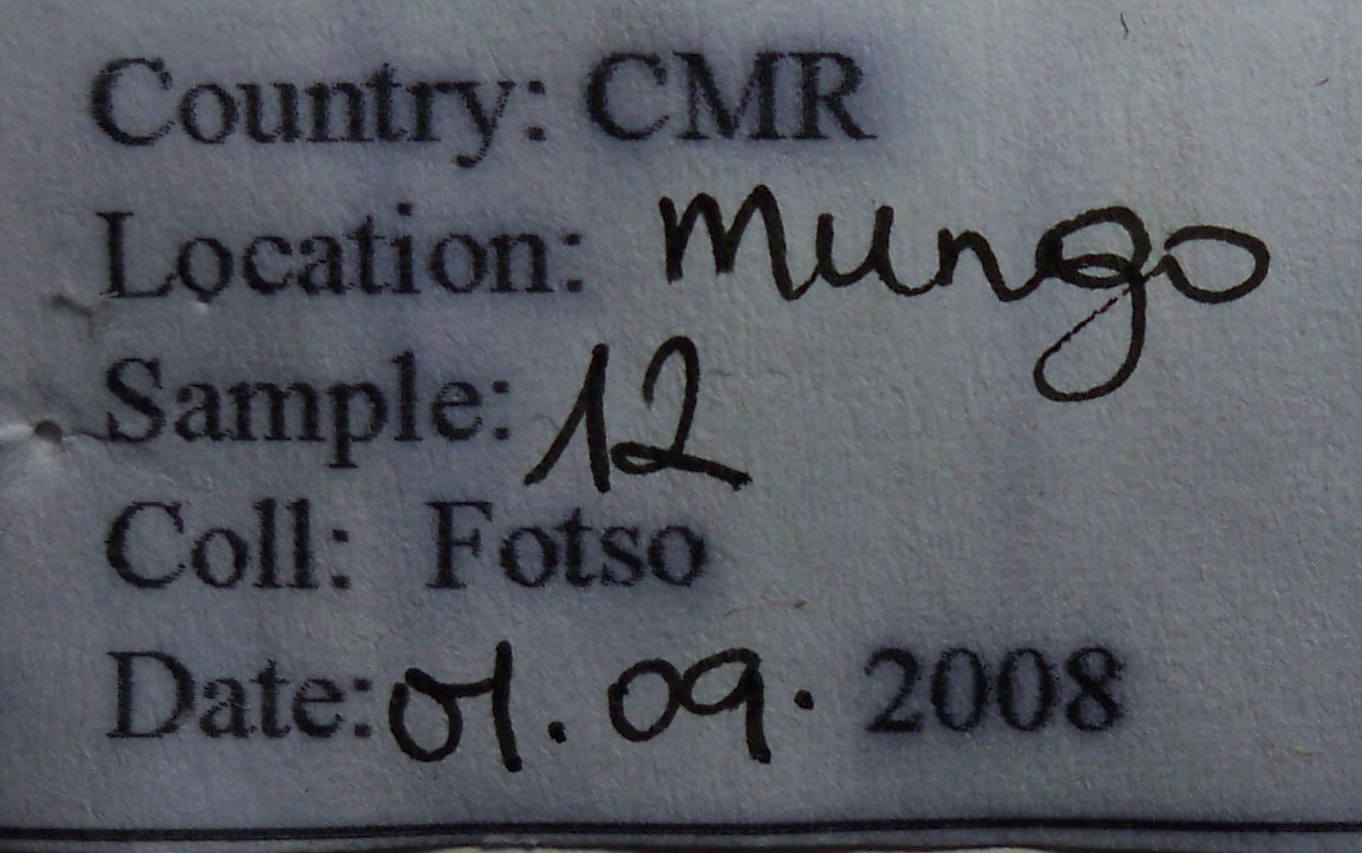 Country: CMR
Location: Mungo
Sample: 12
Coll: Fotso
Date: 01.09. 2008